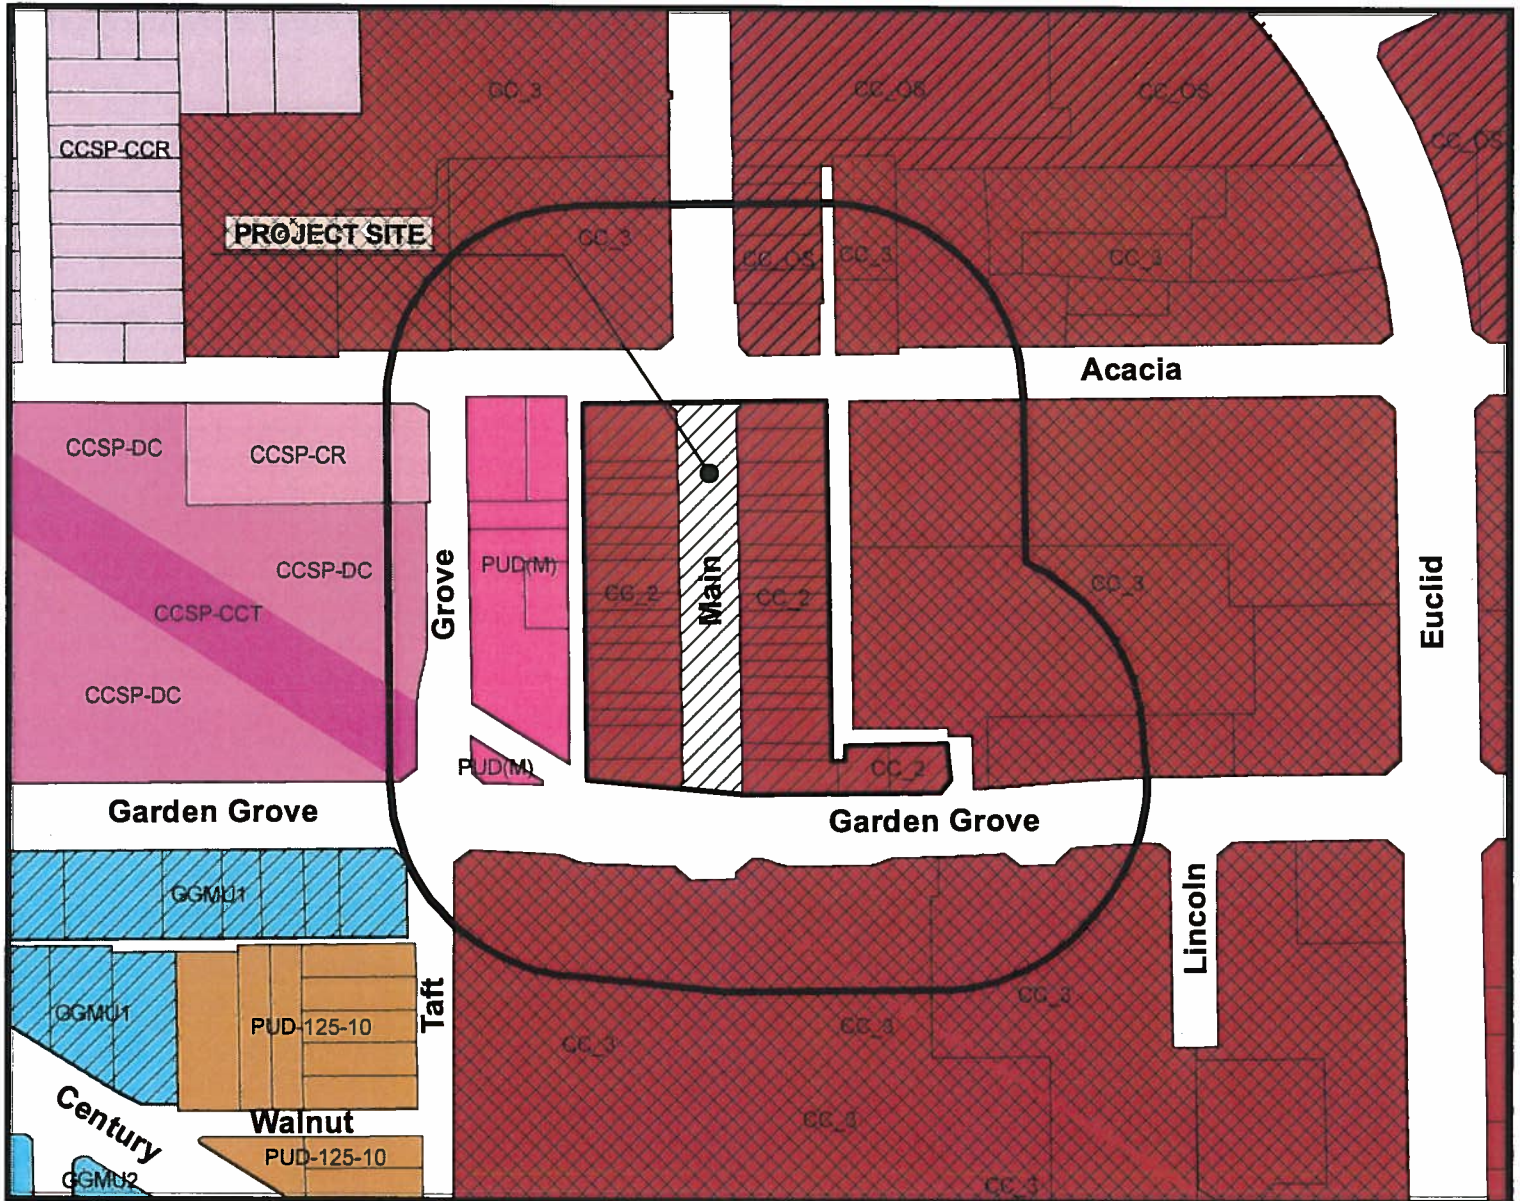 CC_3
CC_OS
CC_OS
CC_OS
CCSP-CCR
PROJECT SITE
CC_3
CC_OS
CC_3
CC_3
Acacia
CCSP-DC
CCSP-CR
CCSP-DC
CCSP-CCT
CCSP-DC
Grove
PUD(M)
PUD(M)
CC_2
Main
CC_2
CC_2
CC_3
Euclid
Garden Grove
Garden Grove
GGMU1
GGMU1
PUD-125-10
Taft
Lincoln
CC_3
CC_3
CC_3
CC_3
CC_3
Century
Walnut
PUD-125-10
GGMU2